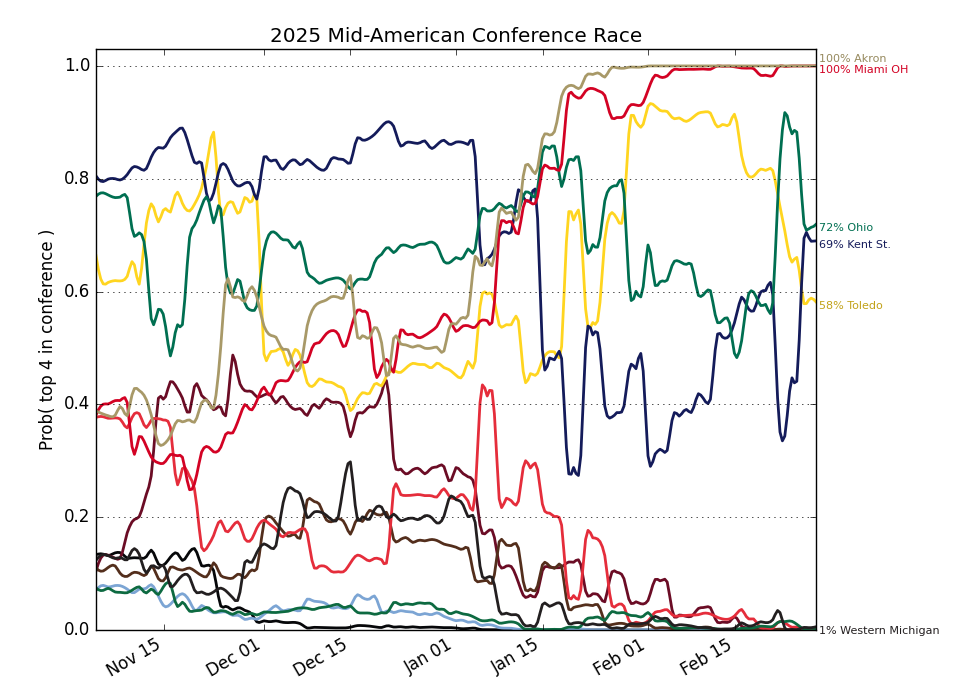 2025 Mid-American Conference Race
Prob( top 4 in conference )
1.0
0.8
0.6
0.4
0.2
0.0
Nov 15
Dec 01
Dec 15
Jan 01
Jan 15
Feb 01
Feb 15
100% Akron
100% Miami OH
72% Ohio
69% Kent St.
58% Toledo
1% Western Michigan